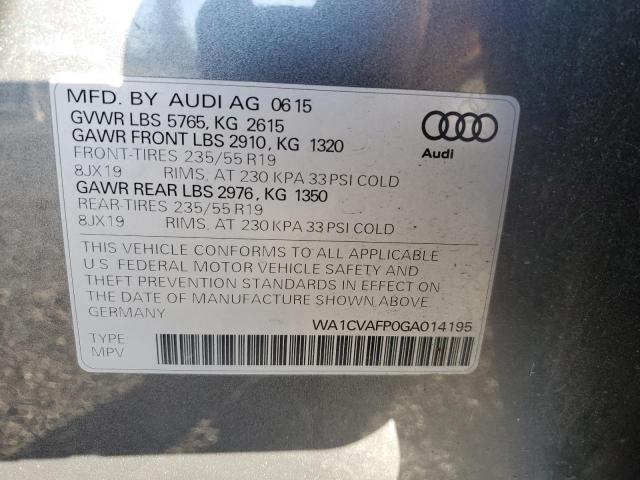 MFD. BY AUDI AG 06 15
GVWR LBS 5765, KG 2615
GAWR FRONT LBS 2910, KG 1320
FRONT-TIRES 235/55 R19
8JX19 RIMS, AT 230 KPA 33 PSI COLD
GAWR REAR LBS 2976, KG 1350
REAR-TIRES 235/55 R19
8JX19 RIMS, AT 230 KPA 33 PSI COLD
Audi
THIS VEHICLE CONFORMS TO ALL APPLICABLE
U.S. FEDERAL MOTOR VEHICLE SAFETY AND
THEFT PREVENTION STANDARDS IN EFFECT ON
THE DATE OF MANUFACTURE SHOWN ABOVE
GERMANY
WA1CVAFP0GA014195
TYPE:
MPV